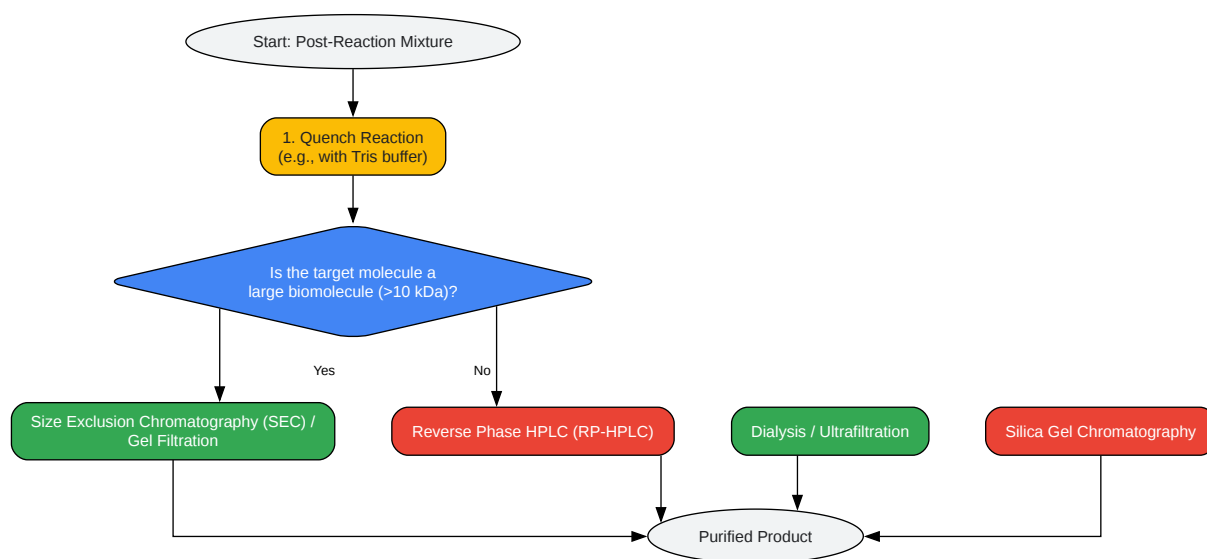 Start: Post-Reaction Mixture
1. Quench Reaction
(e.g., with Tris buffer)
Is the target molecule a
large biomolecule (>10 kDa)?
Yes
No
Size Exclusion Chromatography (SEC) /
Gel Filtration
Reverse Phase HPLC (RP-HPLC)
Dialysis / Ultrafiltration
Silica Gel Chromatography
Purified Product